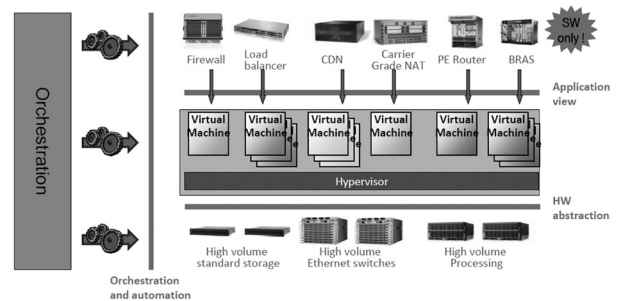 Orchestration
SW
only !
Firewall
Load
balancer
CDN
Carrier
Grade NAT
PE Router
BRAS
Application
view
Virtual
Machine
Virtual
Machine
Virtual
Machine
Virtual
Machine
Virtual
Machine
Virtual
Machine
Hypervisor
HW
abstraction
High volume
standard storage
High volume
Ethernet switches
High volume
Processing
Orchestration
and automation